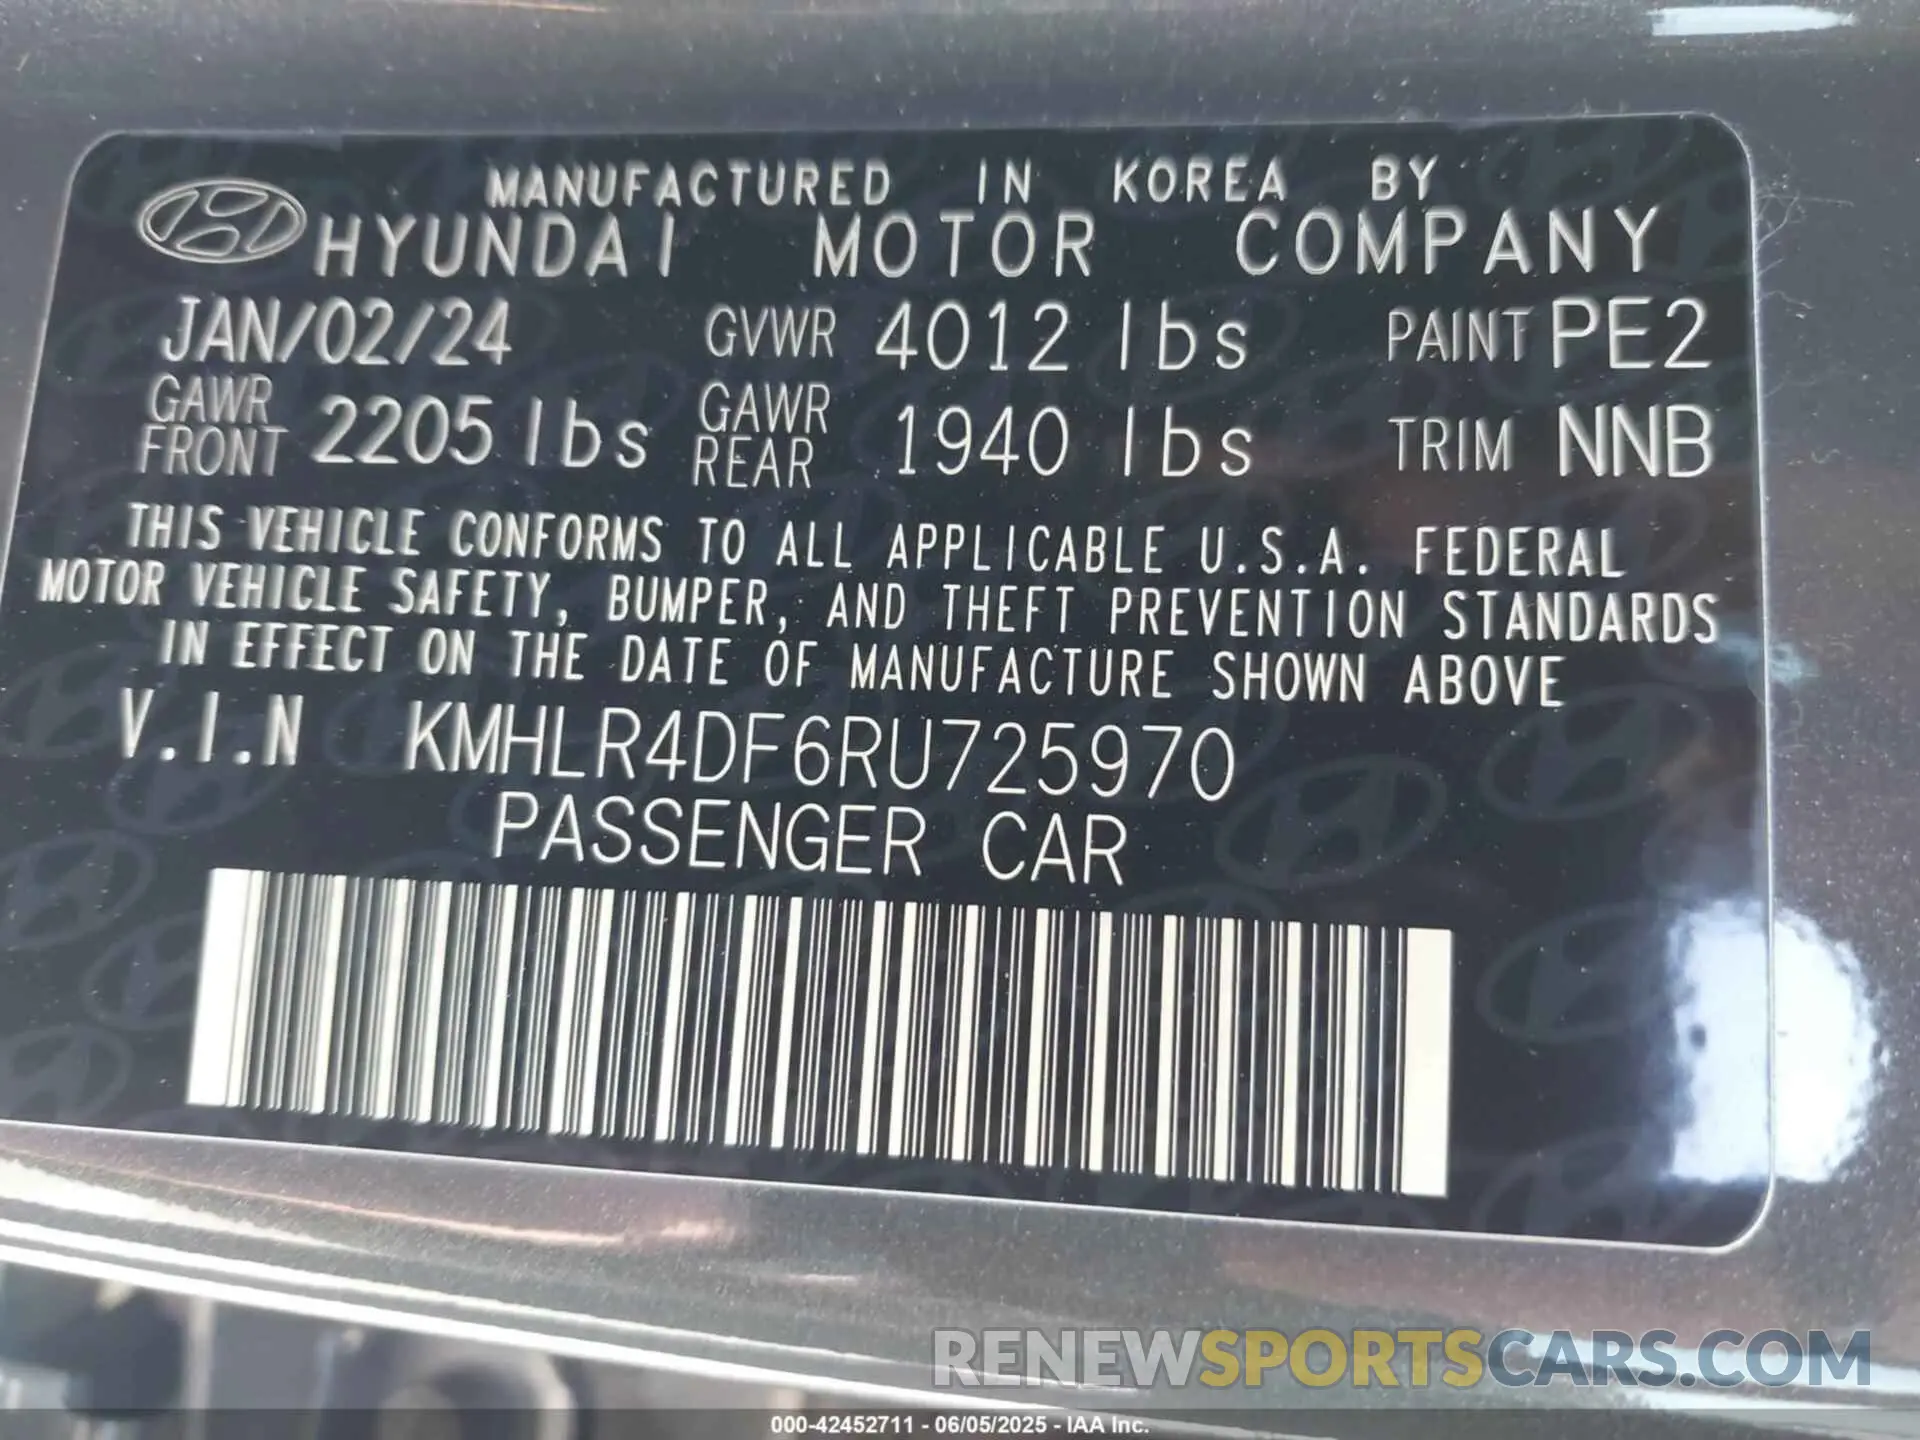 MANUFACTURED IN KOREA BY
HYUNDAI MOTOR COMPANY
JAN/02/24 GVWR 4012 lbs PAINT PE2
GAWR FRONT 2205 lbs GAWR REAR 1940 lbs TRIM NNB
THIS VEHICLE CONFORMS TO ALL APPLICABLE U.S.A. FEDERAL
MOTOR VEHICLE SAFETY, BUMPER, AND THEFT PREVENTION STANDARDS
IN EFFECT ON THE DATE OF MANUFACTURE SHOWN ABOVE
V.I.N KMHLR4DF6RU725970
PASSENGER CAR
RENEWSPORTSCARS.COM
000-42452711 - 06/05/2025 - IAA Inc.